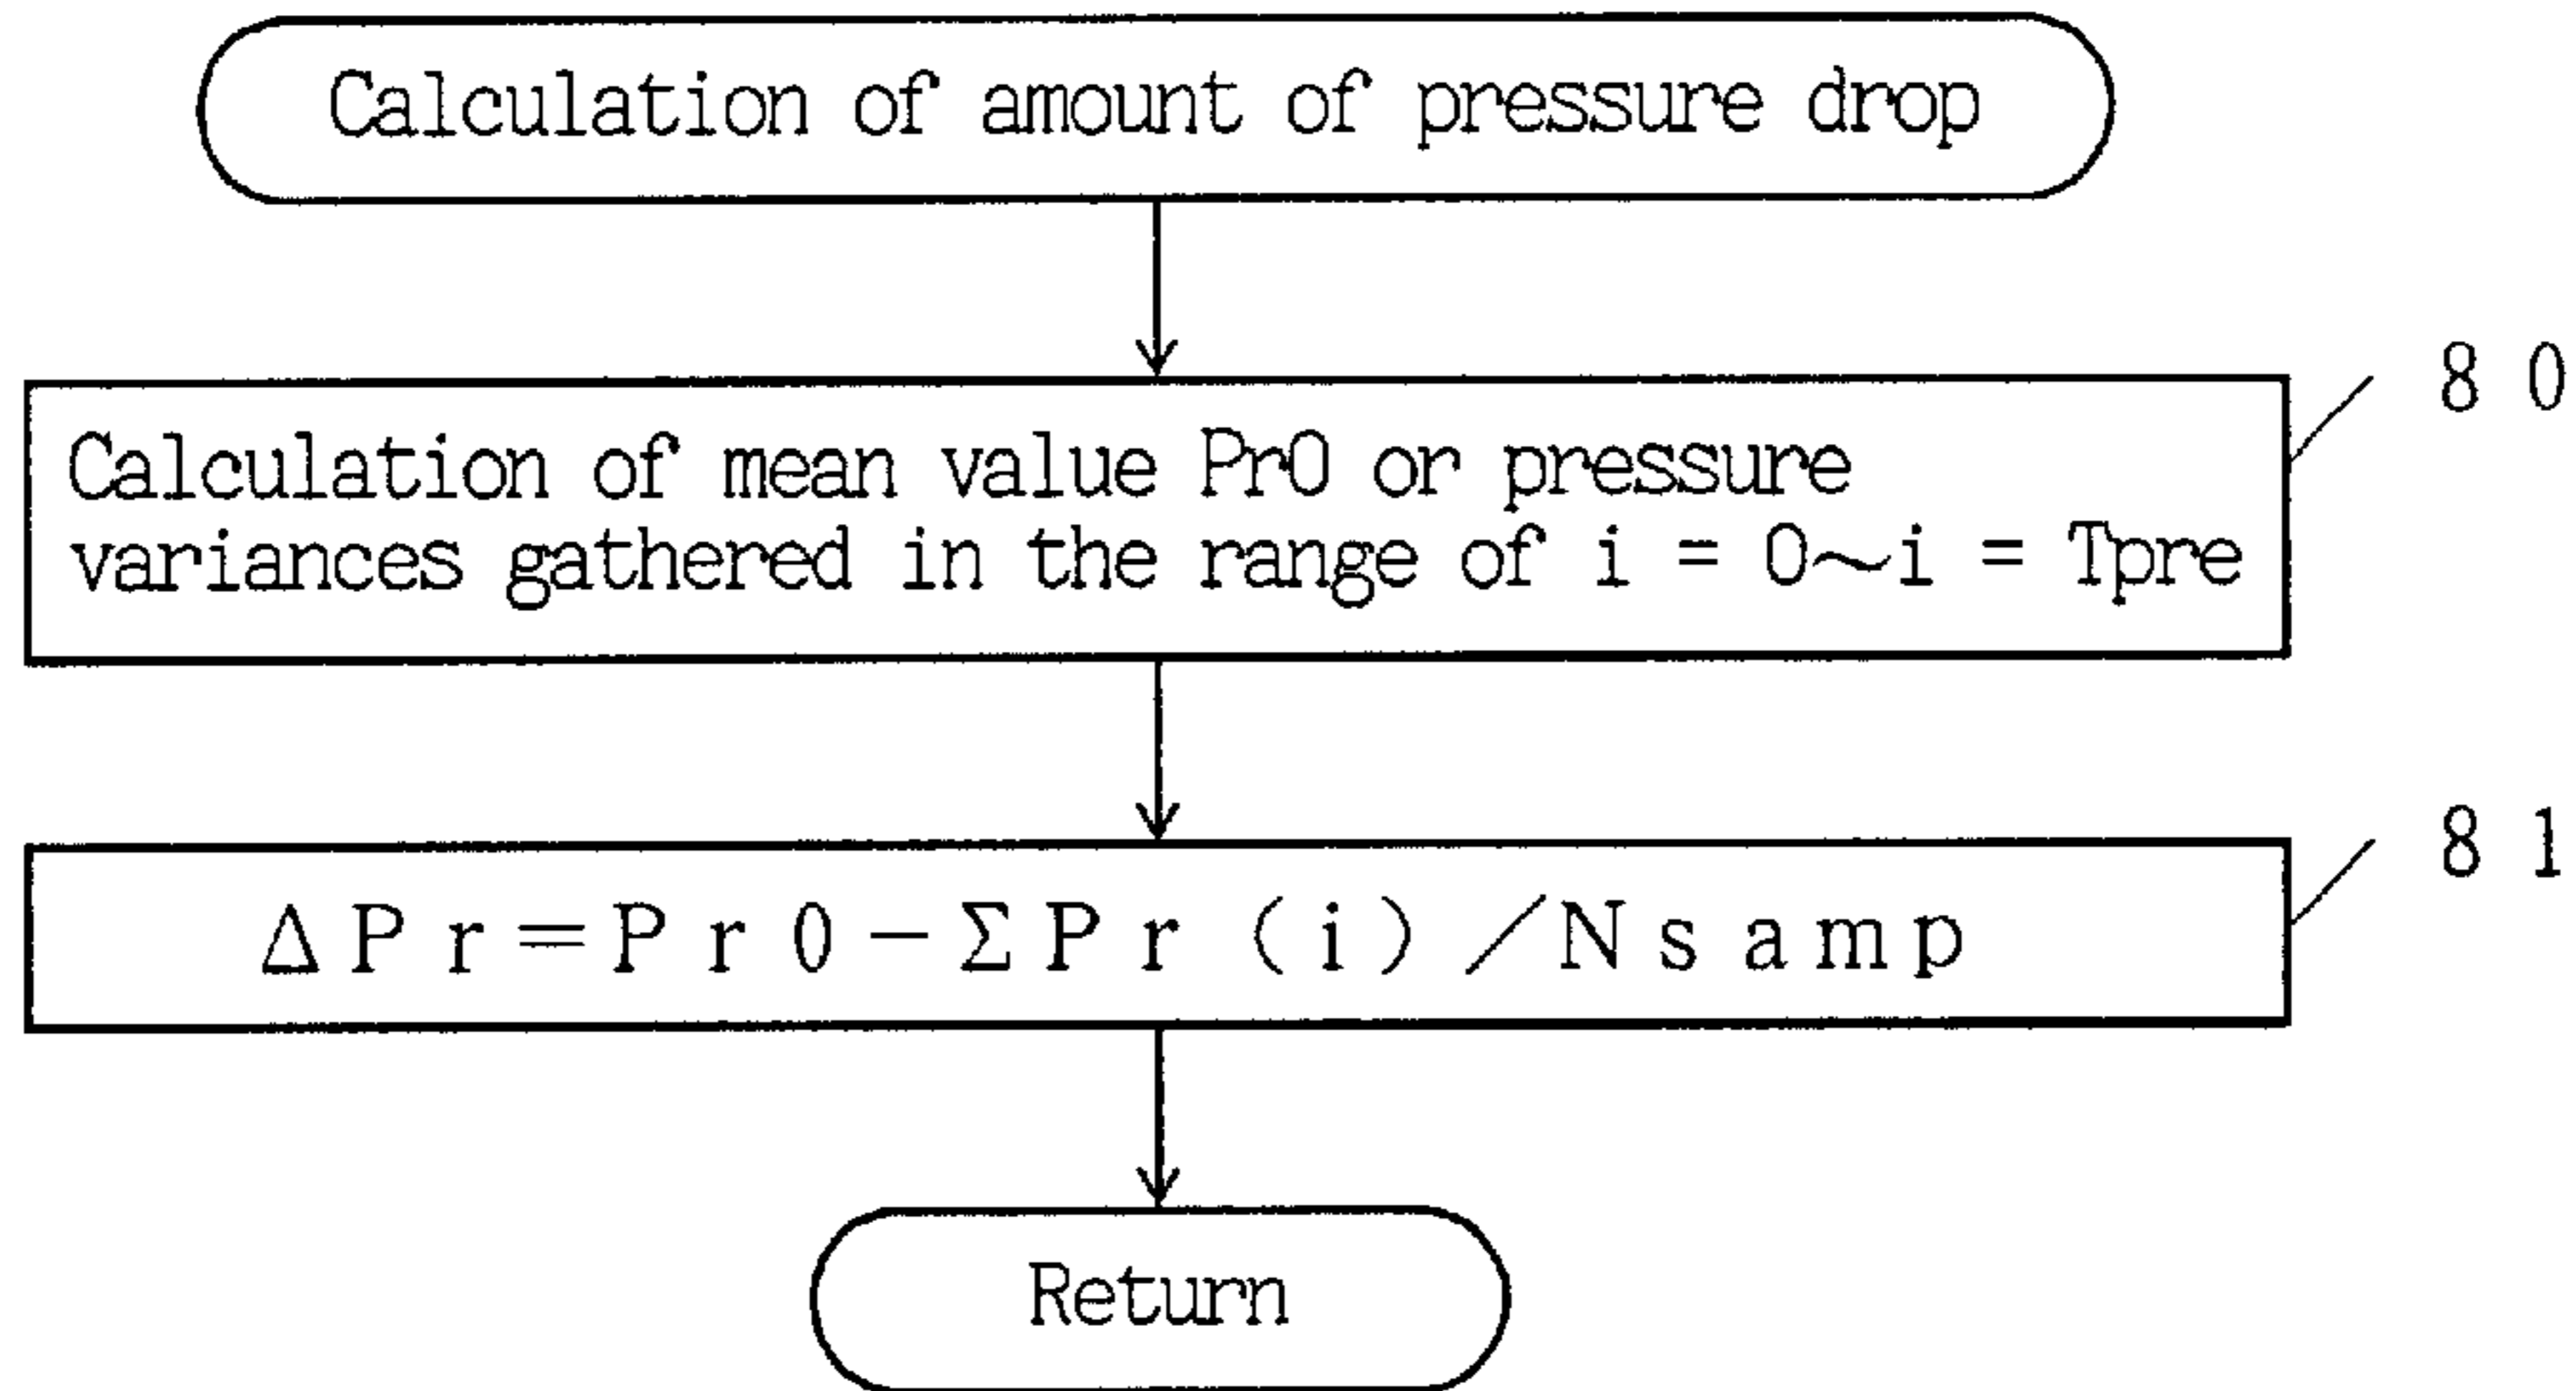 Calculation of amount of pressure drop
80
Calculation of mean value Pr0 or pressure
variances gathered in the range of i = 0~i = Tpre
81
ΔPr=Pr0-ΣPr(i)/Nsamp
Return